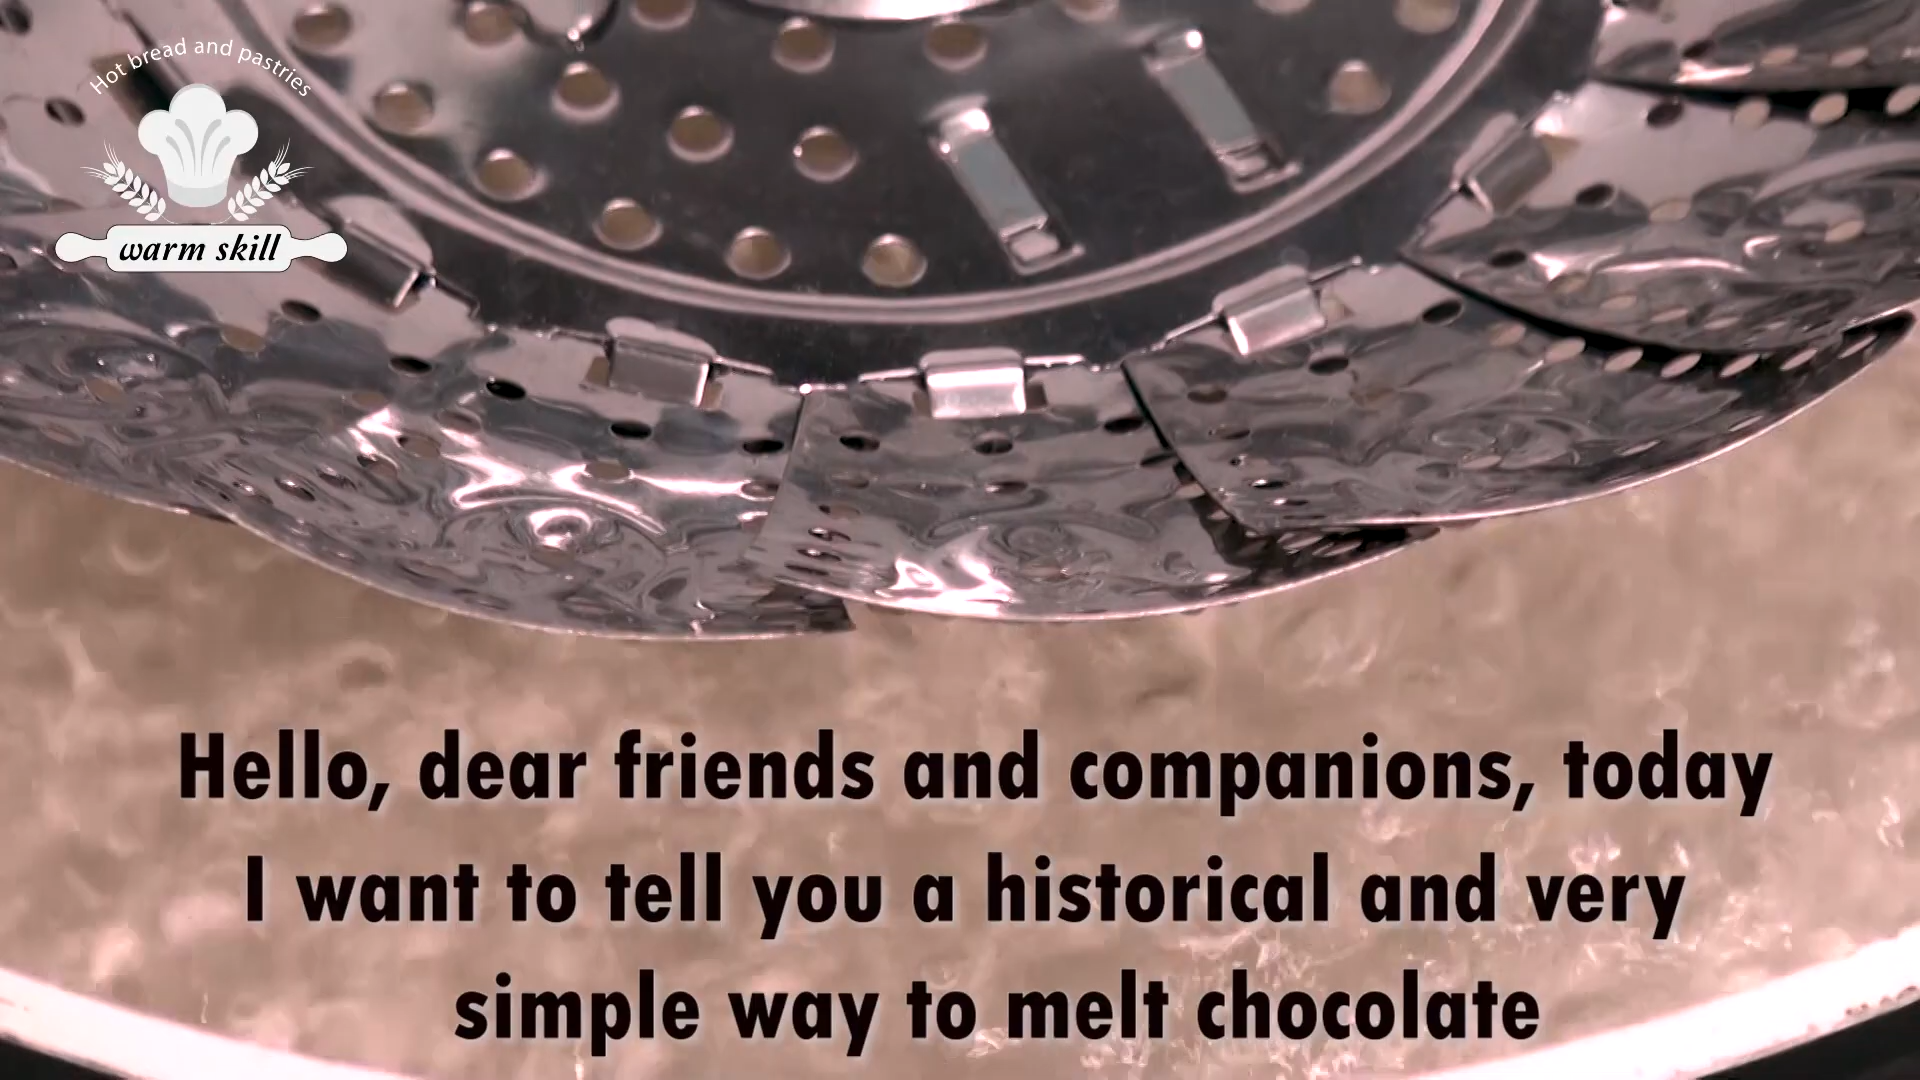 Hot bread and pastries
warm skill
Hello, dear friends and companions, today
I want to tell you a historical and very
simple way to melt chocolate